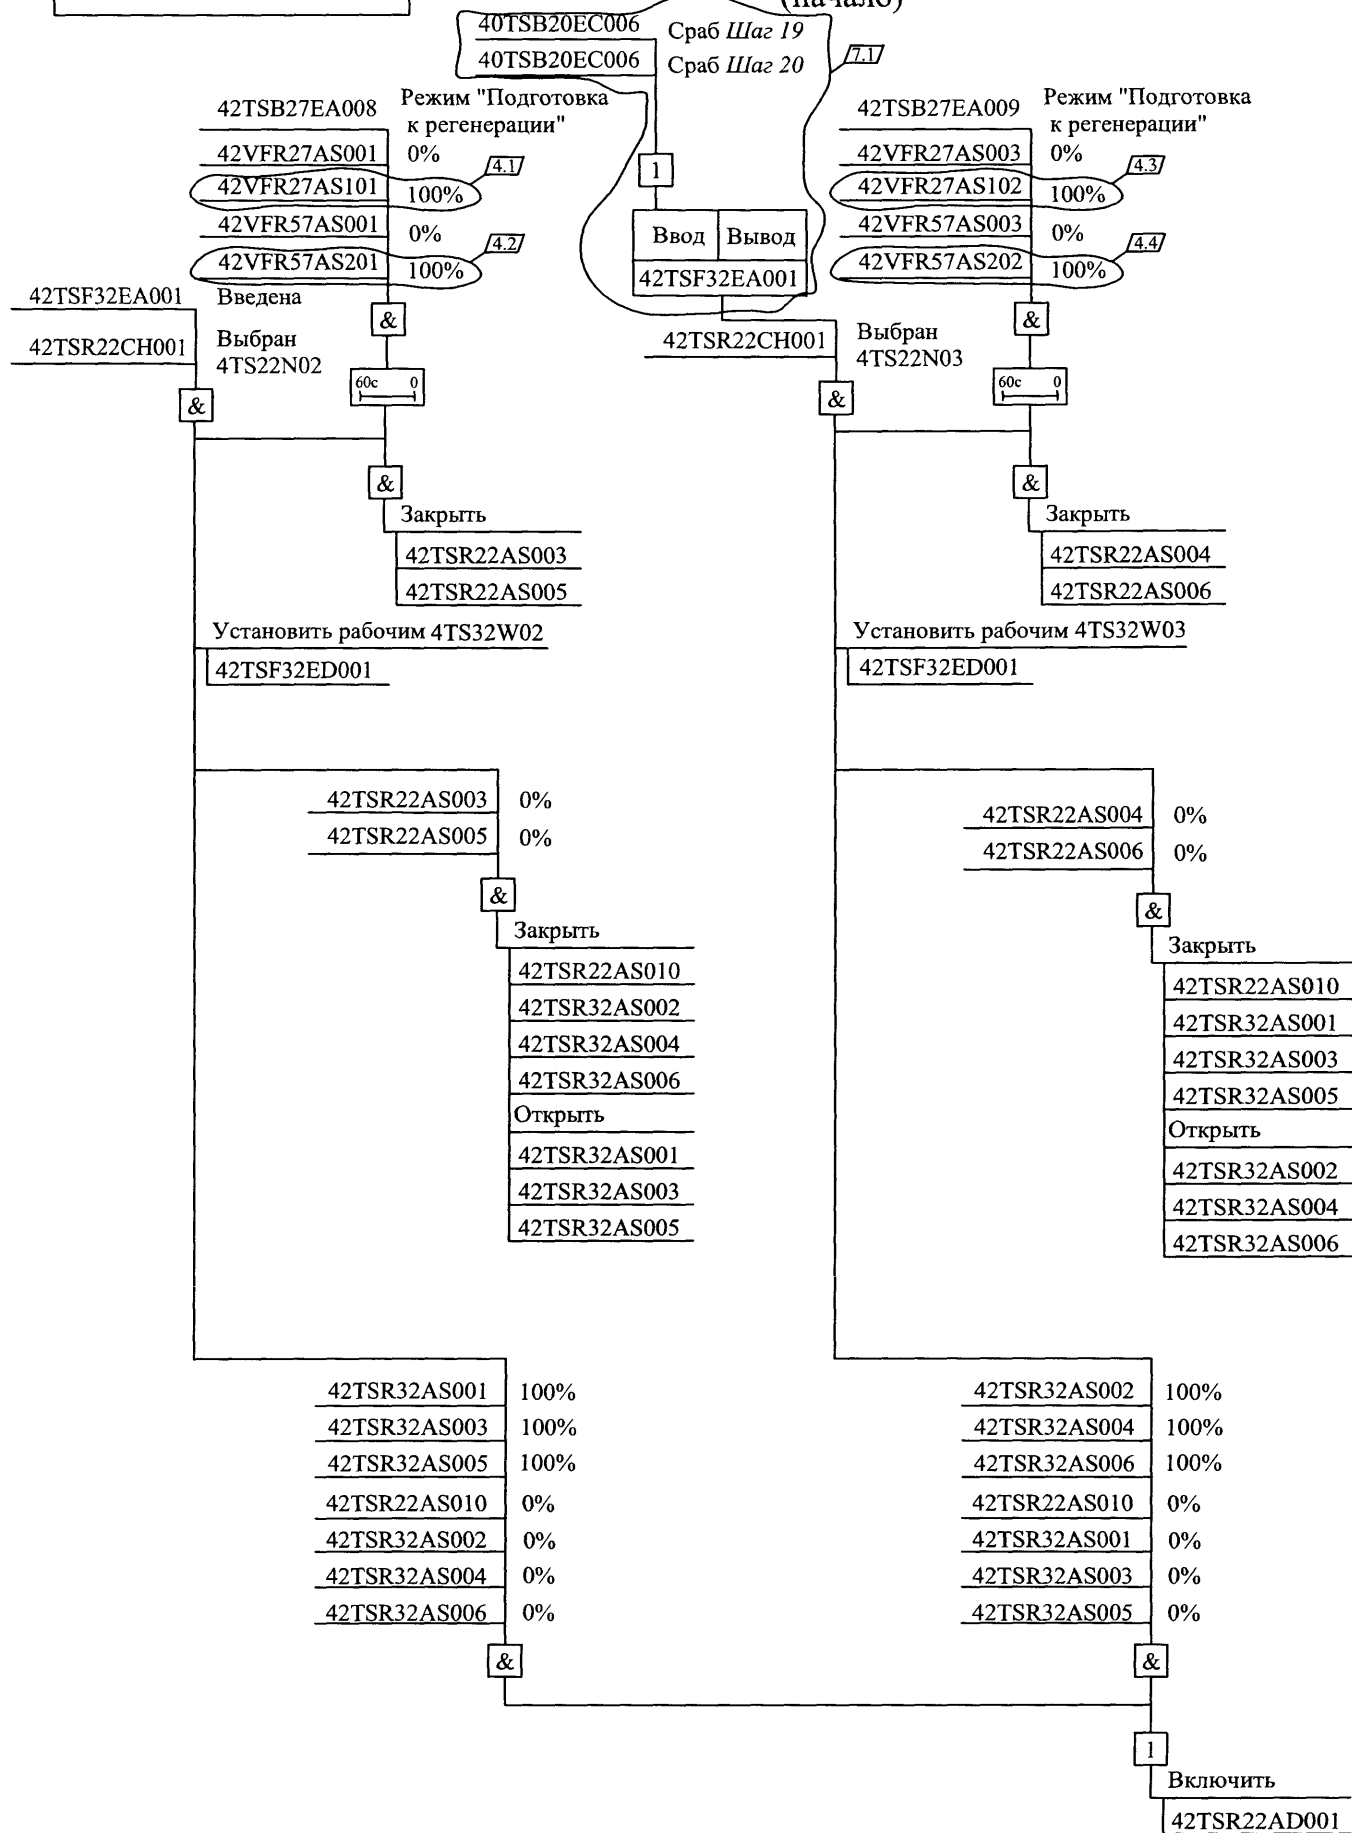 (начало)
40TSB20EC006 Сраб Шаг 19
40TSB20EC006 Сраб Шаг 20
7.1
1
Ввод Вывод
42TSF32EA001
42TSB27EA008 Режим "Подготовка
к регенерации"
42VFR27AS001 0%
4.1
42VFR27AS101 100%
42VFR57AS001 0%
4.2
42VFR57AS201 100%
&
60с 0
42TSF32EA001 Введена
42TSR22CH001 Выбран
4TS22N02
&
&
Закрыть
42TSR22AS003
42TSR22AS005
Установить рабочим 4TS32W02
42TSF32ED001
42TSR22AS003 0%
42TSR22AS005 0%
&
Закрыть
42TSR22AS010
42TSR32AS002
42TSR32AS004
42TSR32AS006
Открыть
42TSR32AS001
42TSR32AS003
42TSR32AS005
42TSR32AS001 100%
42TSR32AS003 100%
42TSR32AS005 100%
42TSR22AS010 0%
42TSR32AS002 0%
42TSR32AS004 0%
42TSR32AS006 0%
&
42TSB27EA009 Режим "Подготовка
к регенерации"
42VFR27AS003 0%
4.3
42VFR27AS102 100%
42VFR57AS003 0%
4.4
42VFR57AS202 100%
&
60с 0
42TSR22CH001 Выбран
4TS22N03
&
&
Закрыть
42TSR22AS004
42TSR22AS006
Установить рабочим 4TS32W03
42TSF32ED001
42TSR22AS004 0%
42TSR22AS006 0%
&
Закрыть
42TSR22AS010
42TSR32AS001
42TSR32AS003
42TSR32AS005
Открыть
42TSR32AS002
42TSR32AS004
42TSR32AS006
42TSR32AS002 100%
42TSR32AS004 100%
42TSR32AS006 100%
42TSR22AS010 0%
42TSR32AS001 0%
42TSR32AS003 0%
42TSR32AS005 0%
&
1
Включить
42TSR22AD001